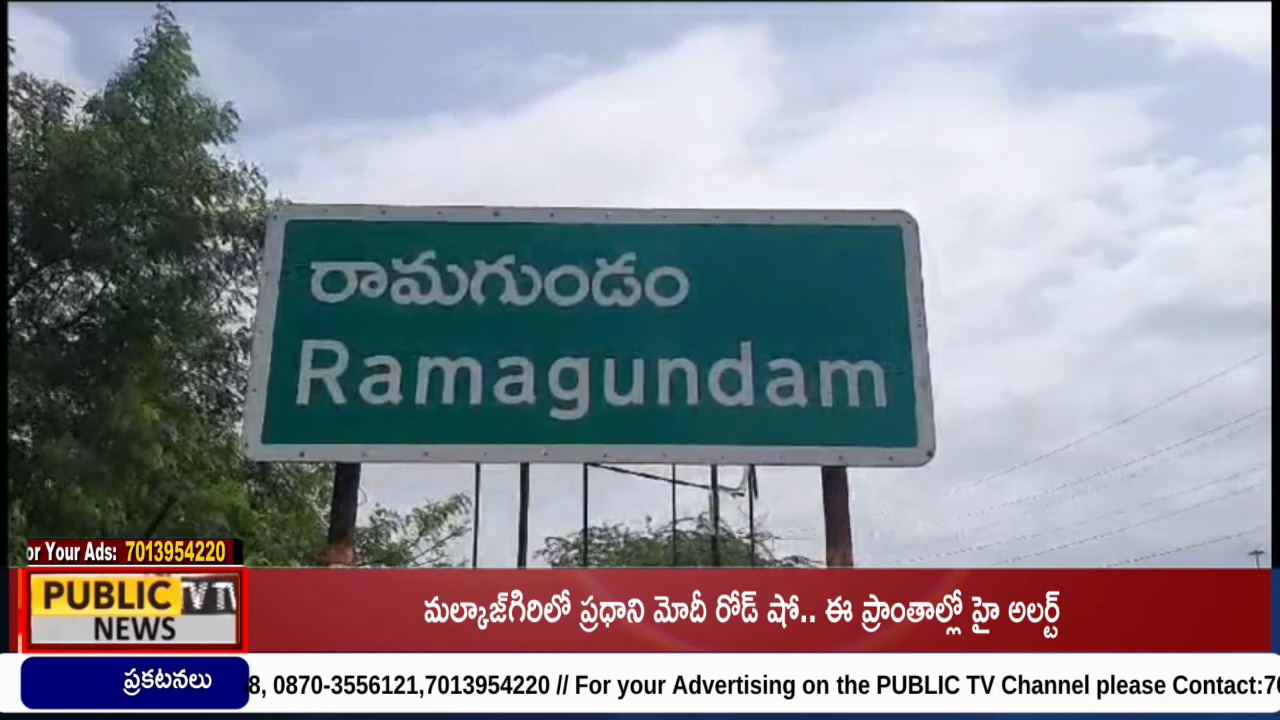 రామగుండం
Ramagundam
or Your Ads: 7013954220
PUBLIC TV
NEWS
మల్కాజ్‌గిరిలో ప్రధాని మోదీ రోడ్ షో.. ఈ ప్రాంతాల్లో హై అలర్ట్
ప్రకటనలు
8, 0870-3556121,7013954220 // For your Advertising on the PUBLIC TV Channel please Contact:70